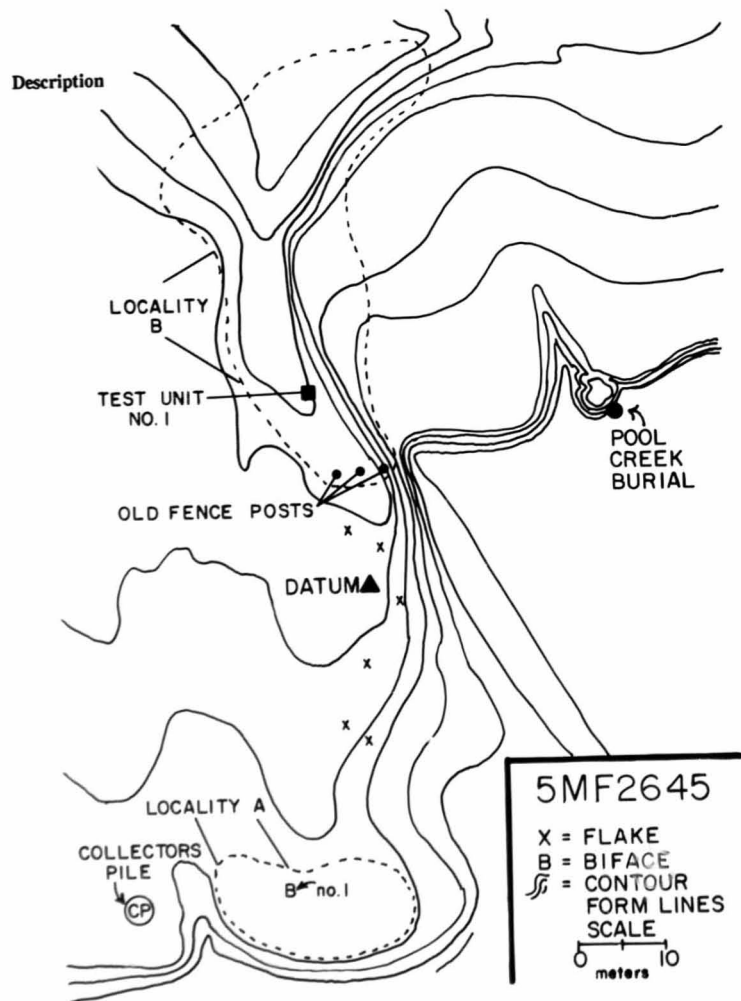 Description
LOCALITY
B
TEST UNIT
NO. 1
POOL
CREEK
BURIAL
OLD FENCE POSTS
X
X
DATUM
X
X
X
X
LOCALITY A
COLLECTORS
PILE
CP
B no. 1
5MF2645
X = FLAKE
B = BIFACE
= CONTOUR
FORM LINES
SCALE
0 10
meters